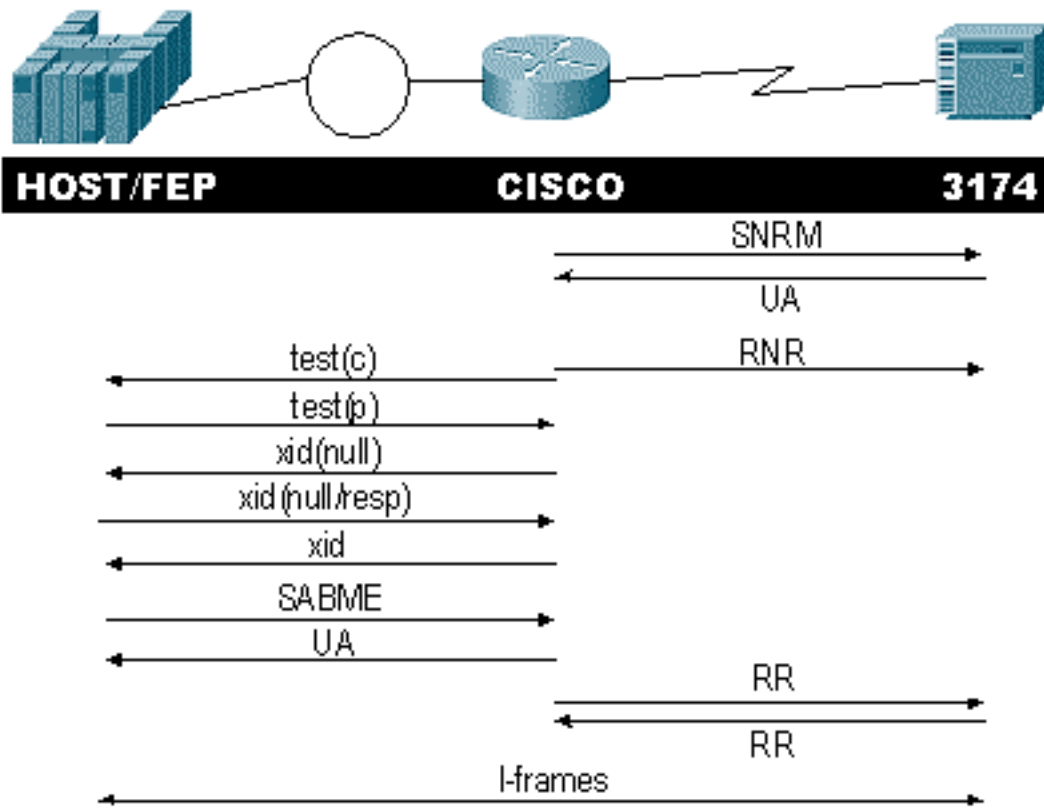 HOST/FEP CISCO 3174
SNRM
UA
test(c) RNR
test(p)
xid(null)
xid(null/resp)
xid
SABME
UA
RR
RR
I-frames